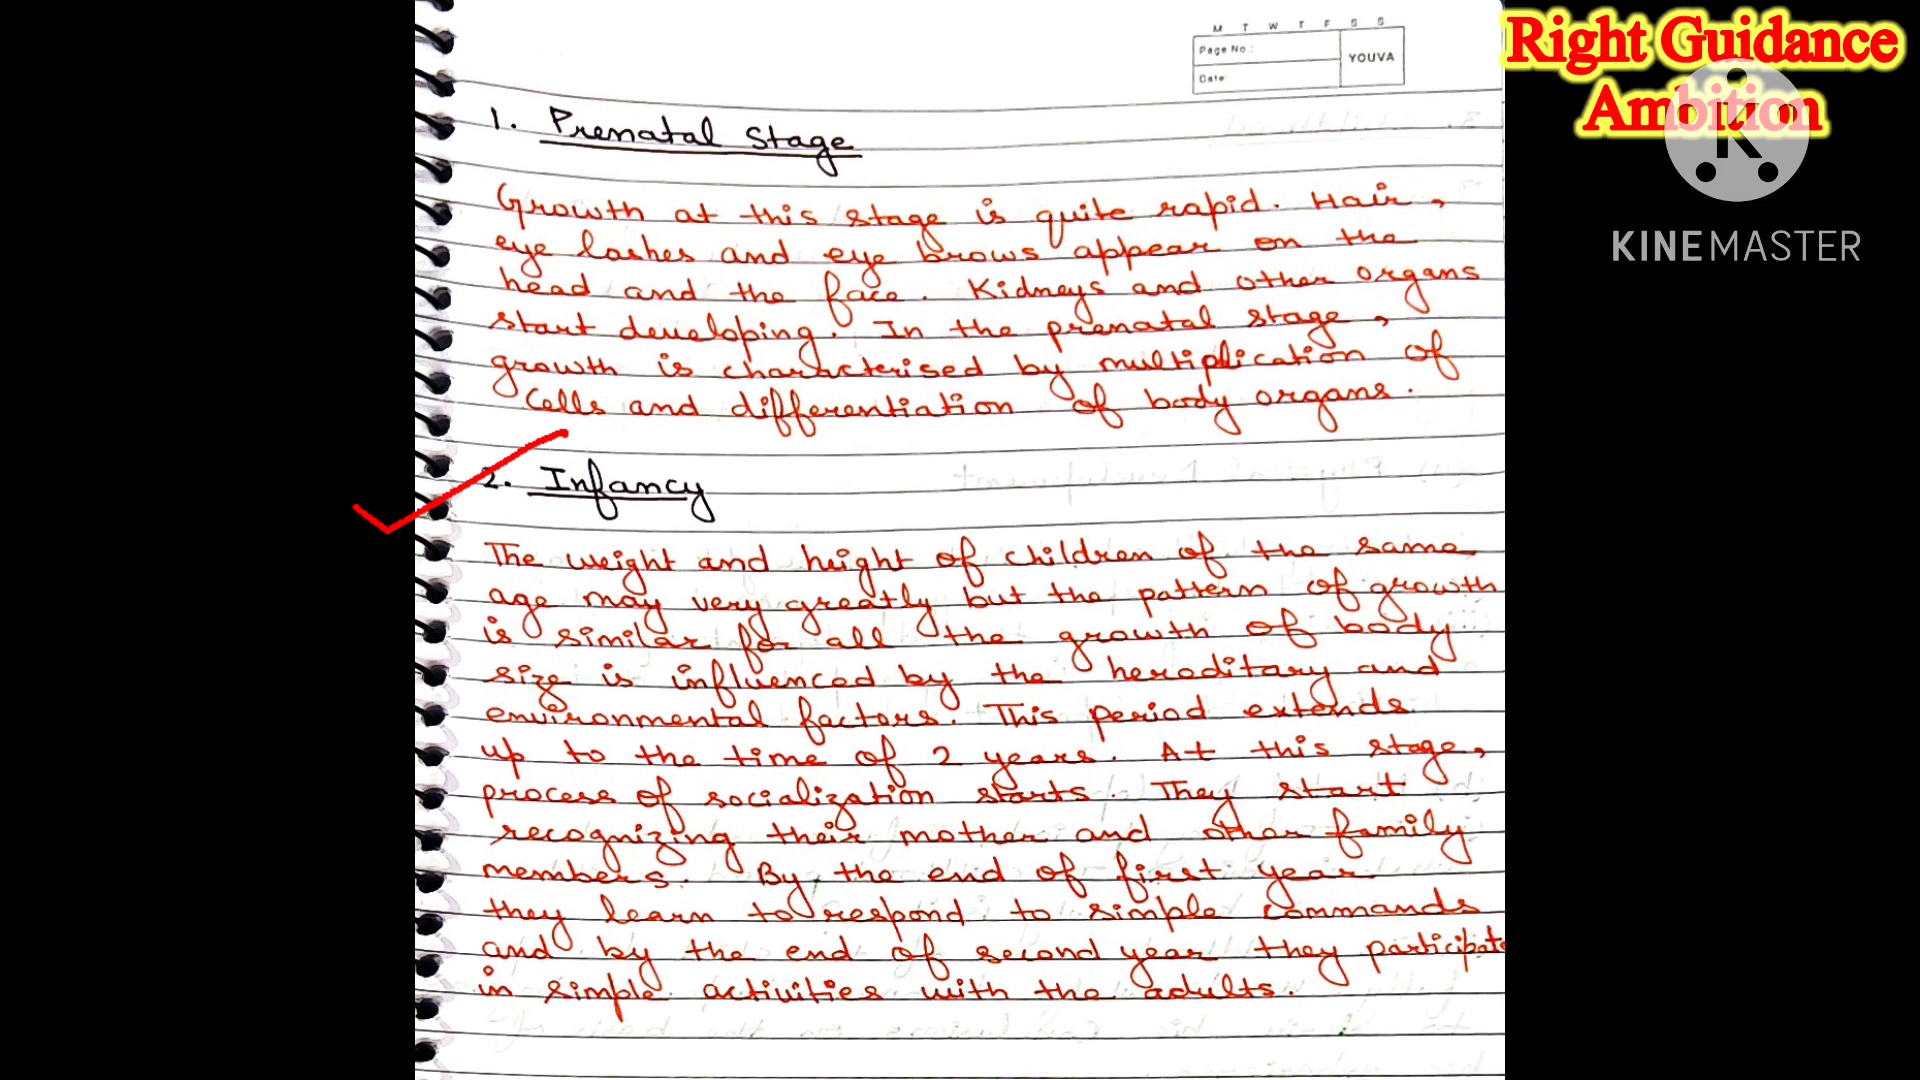 M T W T F S S
Page No.:
YOUVA
Date:
Right Guidance
Ambition
K
KINEMASTER
1. Prenatal Stage
Growth at this stage is quite rapid. Hair,
eye lashes and eye brows appear on the
head and the face. Kidneys and other organs
start developing. In the prenatal stage,
growth is characterised by multiplication of
cells and differentiation of body organs.
2. Infancy
The weight and height of children of the same
age may very greatly but the pattern of growth
is similar for all the growth of body
size is influenced by the hereditary and
environmental factors. This period extends
up to the time of 2 years. At this stage,
process of socialization starts. They start
recognizing their mother and other family
members. By the end of first year
they learn to respond to simple commands
and by the end of second year they participate
in simple activities with the adults.